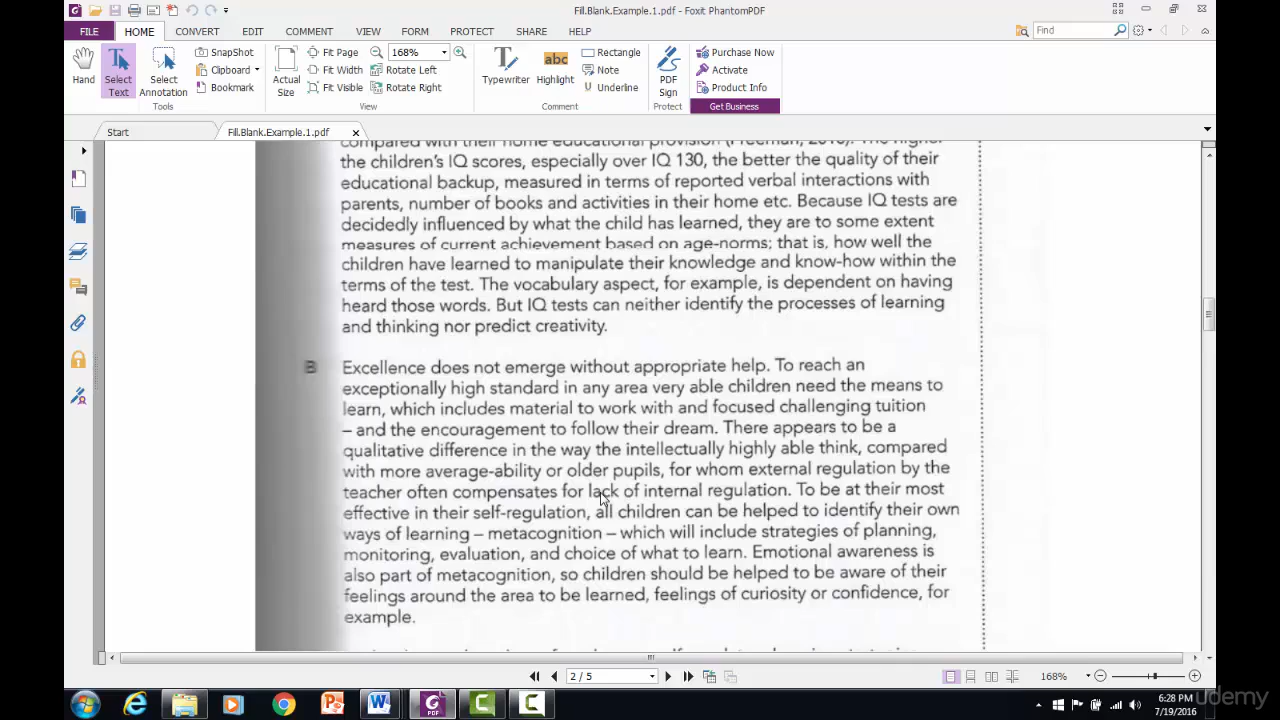 Fill.Blank.Example.1.pdf - Foxit PhantomPDF
FILE HOME CONVERT EDIT COMMENT VIEW FORM PROTECT SHARE HELP Find
Hand
Select Text
Select Annotation
SnapShot
Clipboard
Bookmark
Tools
Actual Size
Fit Page
Fit Width
Fit Visible
168%
Rotate Left
Rotate Right
View
Typewriter
abc
Highlight
Rectangle
Note
Underline
Comment
PDF Sign
Protect
Purchase Now
Activate
Product Info
Get Business
Start Fill.Blank.Example.1.pdf
compared with their home educational provision (Freeman, 2010). The higher
the children's IQ scores, especially over IQ 130, the better the quality of their
educational backup, measured in terms of reported verbal interactions with
parents, number of books and activities in their home etc. Because IQ tests are
decidedly influenced by what the child has learned, they are to some extent
measures of current achievement based on age-norms; that is, how well the
children have learned to manipulate their knowledge and know-how within the
terms of the test. The vocabulary aspect, for example, is dependent on having
heard those words. But IQ tests can neither identify the processes of learning
and thinking nor predict creativity.
B Excellence does not emerge without appropriate help. To reach an
exceptionally high standard in any area very able children need the means to
learn, which includes material to work with and focused challenging tuition
– and the encouragement to follow their dream. There appears to be a
qualitative difference in the way the intellectually highly able think, compared
with more average-ability or older pupils, for whom external regulation by the
teacher often compensates for lack of internal regulation. To be at their most
effective in their self-regulation, all children can be helped to identify their own
ways of learning – metacognition – which will include strategies of planning,
monitoring, evaluation, and choice of what to learn. Emotional awareness is
also part of metacognition, so children should be helped to be aware of their
feelings around the area to be learned, feelings of curiosity or confidence, for
example.
2 / 5
168%
6:28 PM
7/19/2016
udemy